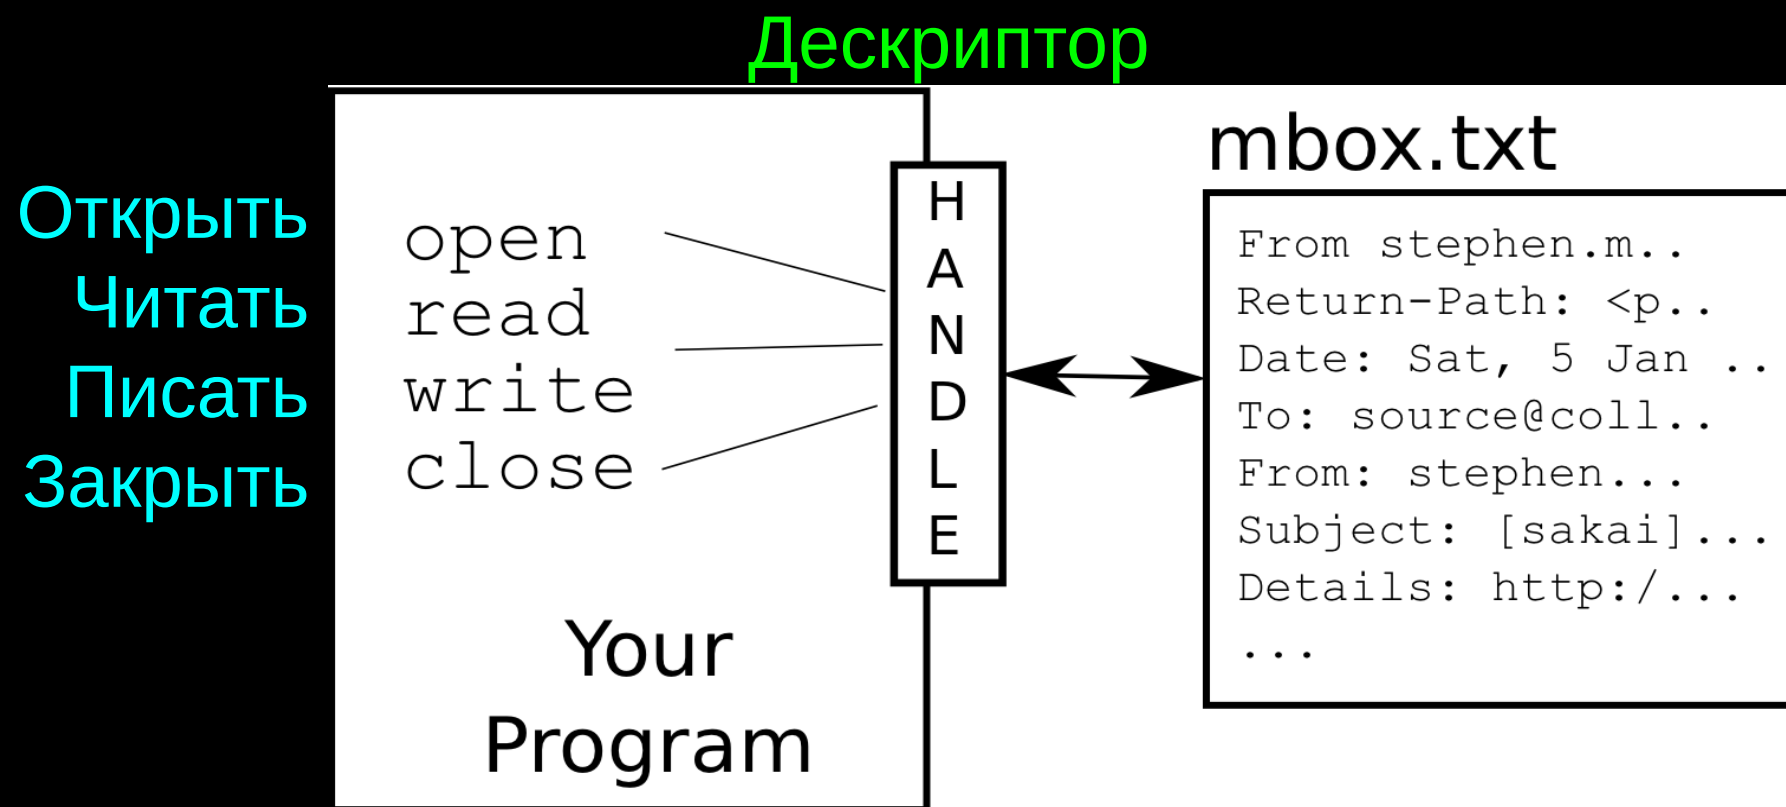 Дескриптор
Открыть
Читать
Писать
Закрыть
open
read
write
close
Your
Program
H
A
N
D
L
E
mbox.txt
From stephen.m..
Return-Path: <p..
Date: Sat, 5 Jan ..
To: source@coll..
From: stephen...
Subject: [sakai]...
Details: http:/...
...